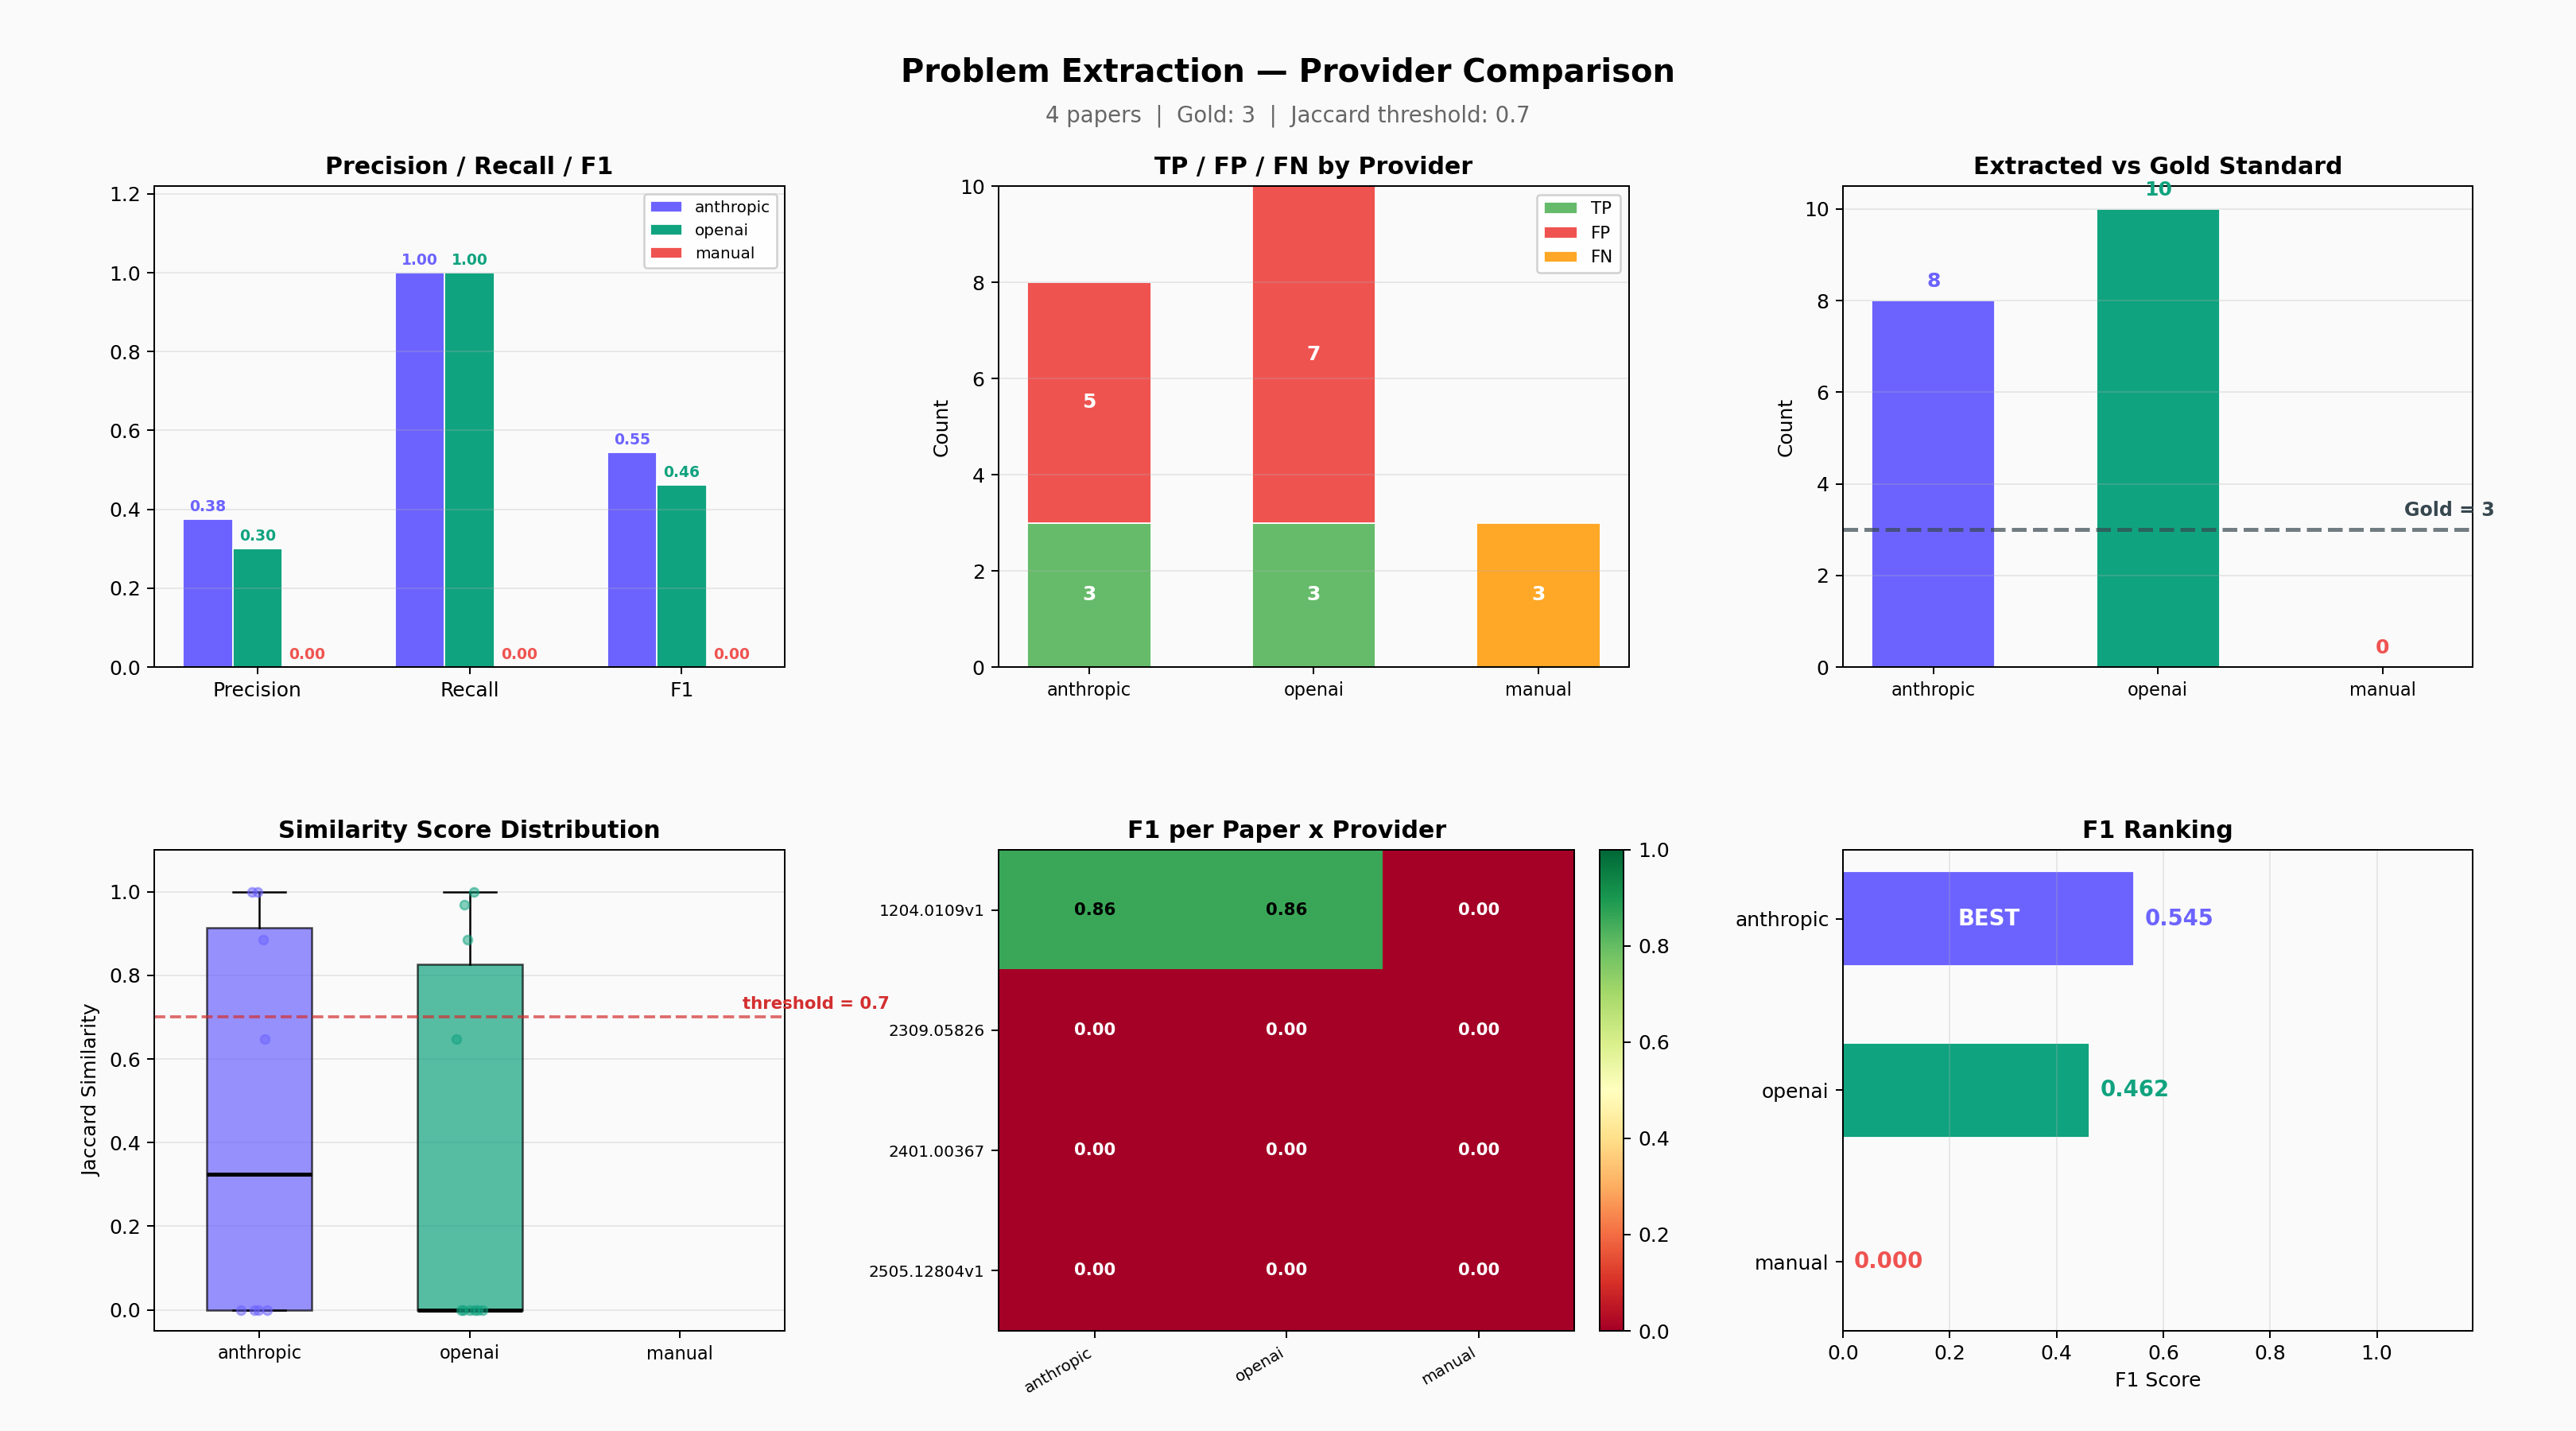 Problem Extraction — Provider Comparison
4 papers | Gold: 3 | Jaccard threshold: 0.7
Precision / Recall / F1
1.2
1.0
0.8
0.6
0.4
0.2
0.0
anthropic
openai
manual
0.38
0.30
0.00
1.00
1.00
0.00
0.55
0.46
0.00
Precision
Recall
F1
TP / FP / FN by Provider
Count
10
8
6
4
2
0
TP
FP
FN
5
3
7
3
3
anthropic
openai
manual
Extracted vs Gold Standard
Count
10
8
6
4
2
0
8
10
0
Gold = 3
anthropic
openai
manual
Similarity Score Distribution
Jaccard Similarity
1.0
0.8
0.6
0.4
0.2
0.0
threshold = 0.7
anthropic
openai
manual
F1 per Paper x Provider
1204.0109v1
0.86
0.86
0.00
2309.05826
0.00
0.00
0.00
2401.00367
0.00
0.00
0.00
2505.12804v1
0.00
0.00
0.00
anthropic
openai
manual
1.0
0.8
0.6
0.4
0.2
0.0
F1 Ranking
anthropic
BEST
0.545
openai
0.462
manual
0.000
0.0
0.2
0.4
0.6
0.8
1.0
F1 Score